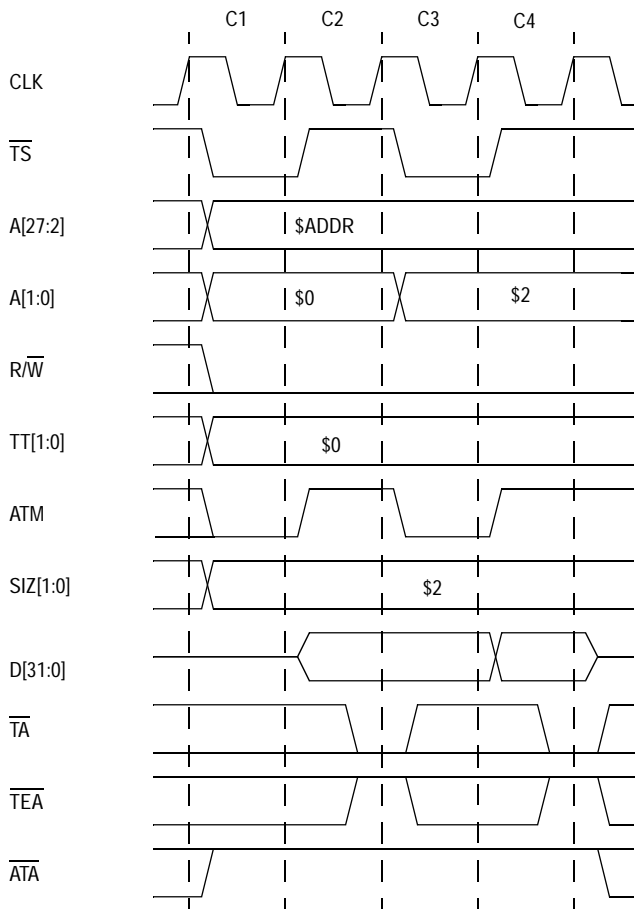 C1 C2 C3 C4
CLK
TS
A[27:2] $ADDR
A[1:0] $0 $2
R/W
TT[1:0] $0
ATM
SIZ[1:0] $2
D[31:0]
TA
TEA
ATA